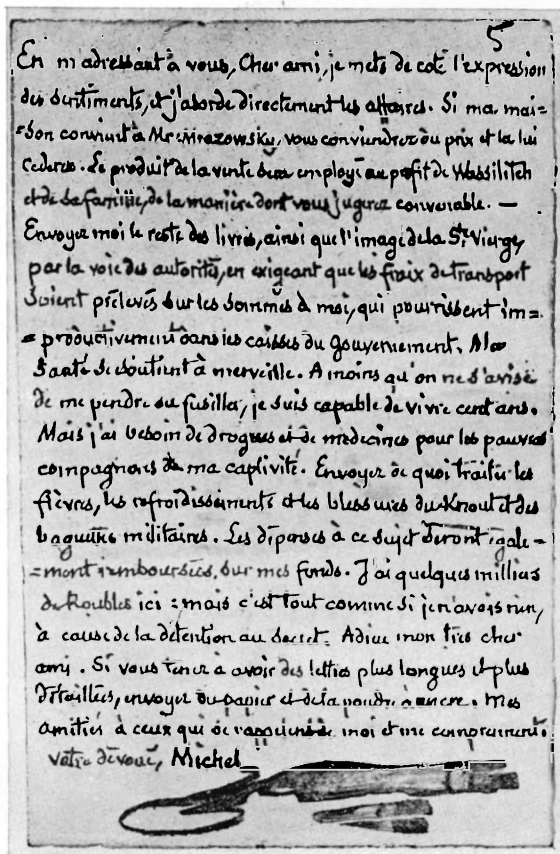 5
En m'adressant à vous, Cher ami, je mets de coté l'expression
des sentiments, et j'aborde directement les affaires. Si ma mai=
=son convient à Mr Mrazowsky, vous conviendrez du prix et la lui
cederez. Le produit de la vente sera employé au profit de Wassilitch
et de sa famille, de la manière dont vous jugerez convenable. —
Envoyez moi le reste des livres, ainsi que l'image de la Ste Vierge,
par la voie des autorités, en exigeant que les fraix de transport
soient prélevés sur les sommes à moi, qui pourrissent im=
=productivement dans les caisses du gouvernement. Ma
Santé se soutient à merveille. A moins qu'on ne s'avise
de me pendre ou fusiller, je suis capable de vivre cent ans.
Mais j'ai besoin de drogues et de medecines pour les pauvres
compagnons de ma captivité. Envoyez de quoi traiter les
fièvres, les refroidissements et les blessures du Knout et des
baguettes militaires. Les dépenses à ce sujet seront égale=
=ment remboursées, sur mes fonds. J'ai quelques milliers
de Roubles ici : mais c'est tout comme si je n'avois rien,
à cause de la détention au Secret. Adieu mon très cher
ami. Si vous tenez à avoir des lettres plus longues et plus
détaillées, envoyez du papier et de la poudre à encre. Mes
amitiés à ceux qui se rappellent de moi et me
votre dévoué, Michel